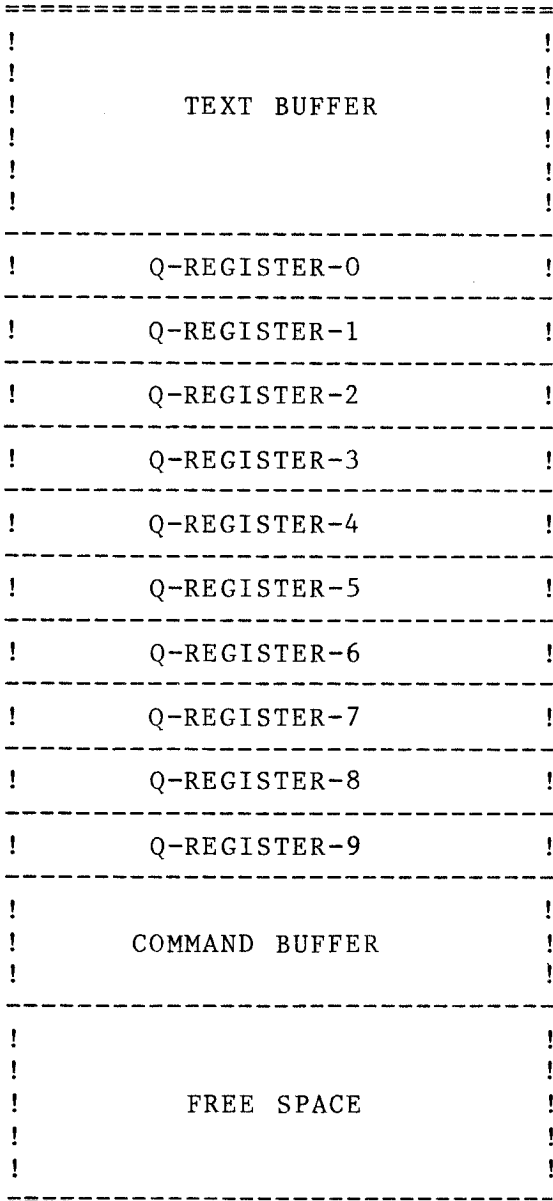 ==============================
!                            !
!                            !
!        TEXT BUFFER         !
!                            !
!                            !
!                            !
------------------------------
!       Q-REGISTER-0         !
------------------------------
!       Q-REGISTER-1         !
------------------------------
!       Q-REGISTER-2         !
------------------------------
!       Q-REGISTER-3         !
------------------------------
!       Q-REGISTER-4         !
------------------------------
!       Q-REGISTER-5         !
------------------------------
!       Q-REGISTER-6         !
------------------------------
!       Q-REGISTER-7         !
------------------------------
!       Q-REGISTER-8         !
------------------------------
!       Q-REGISTER-9         !
------------------------------
!                            !
!      COMMAND BUFFER        !
!                            !
------------------------------
!                            !
!                            !
!         FREE SPACE         !
!                            !
!                            !
------------------------------